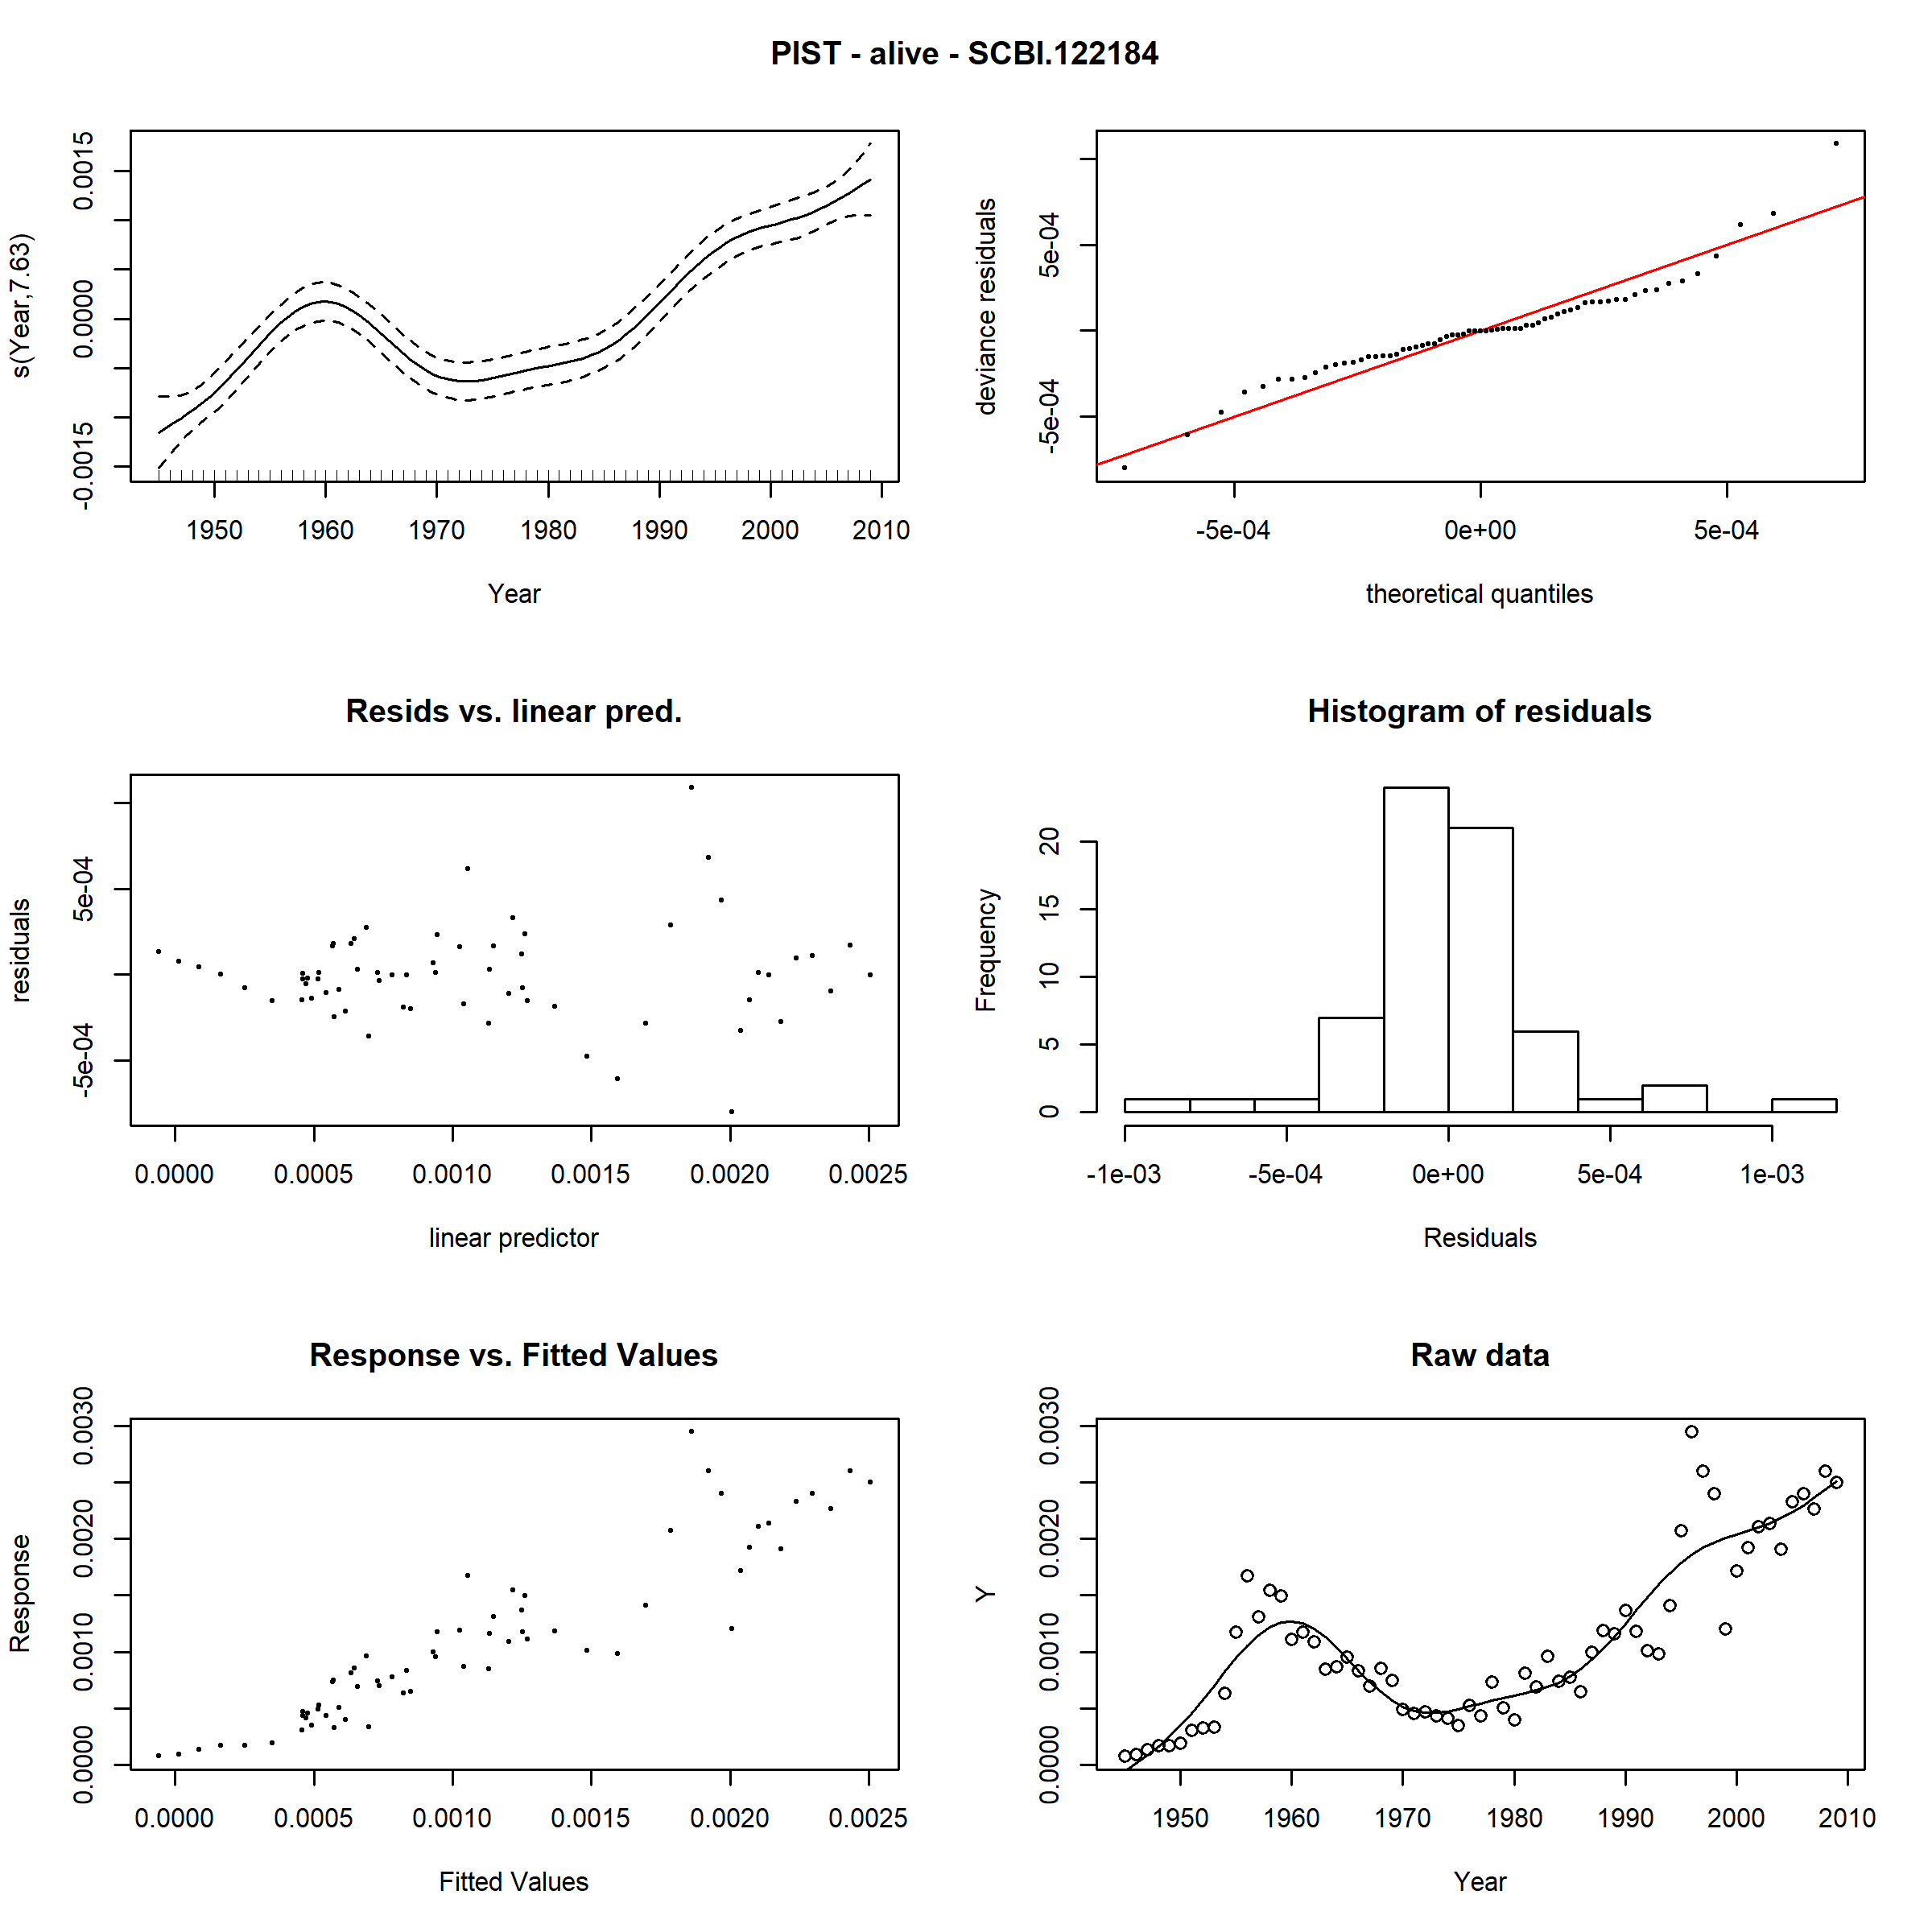 PIST - alive - SCBI.122184
s(Year,7.63)
-0.0015 0.0000 0.0015
1950 1960 1970 1980 1990 2000 2010
Year
deviance residuals
-5e-04 5e-04
-5e-04 0e+00 5e-04
theoretical quantiles
Resids vs. linear pred.
residuals
-5e-04 5e-04
0.0000 0.0005 0.0010 0.0015 0.0020 0.0025
linear predictor
Histogram of residuals
Frequency
0 5 10 15 20
-1e-03 -5e-04 0e+00 5e-04 1e-03
Residuals
Response vs. Fitted Values
Response
0.0000 0.0010 0.0020 0.0030
0.0000 0.0005 0.0010 0.0015 0.0020 0.0025
Fitted Values
Raw data
Y
0.0000 0.0010 0.0020 0.0030
1950 1960 1970 1980 1990 2000 2010
Year